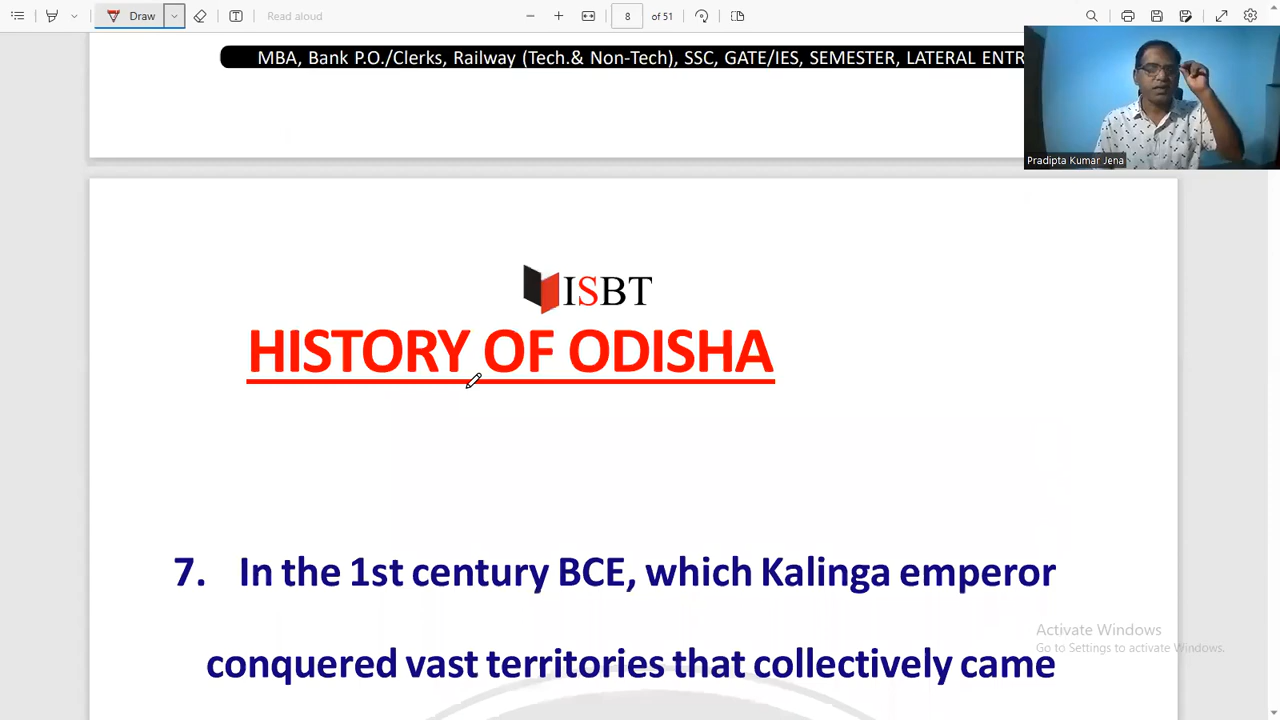 Draw
Read aloud
8 of 51
MBA, Bank P.O./Clerks, Railway (Tech.& Non-Tech), SSC, GATE/IES, SEMESTER, LATERAL ENTR
Pradipta Kumar Jena
ISBT
HISTORY OF ODISHA
7. In the 1st century BCE, which Kalinga emperor
conquered vast territories that collectively came
Activate Windows
Go to Settings to activate Windows.